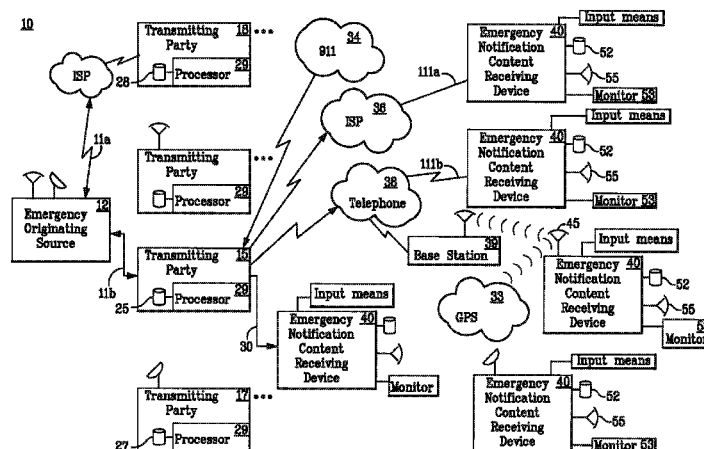 10
Transmitting
Party
18
ISP
28
Processor
29
11a
Transmitting
Party
Processor
29
12
Emergency
Originating
Source
11b
Transmitting
Party
15
25
Processor
29
30
Transmitting
Party
17
27
Processor
29
911
34
ISP
36
Telephone
38
Base Station
39
GPS
33
45
111a
111b
Input means
Emergency
Notification
Content
Receiving
Device
40
52
55
Monitor 53
Input means
Emergency
Notification
Content
Receiving
Device
40
52
55
Monitor 53
Input means
Emergency
Notification
Content
Receiving
Device
40
52
55
Monitor
Input means
Emergency
Notification
Content
Receiving
Device
40
Monitor
Input means
Emergency
Notification
Content
Receiving
Device
40
52
55
Monitor 53